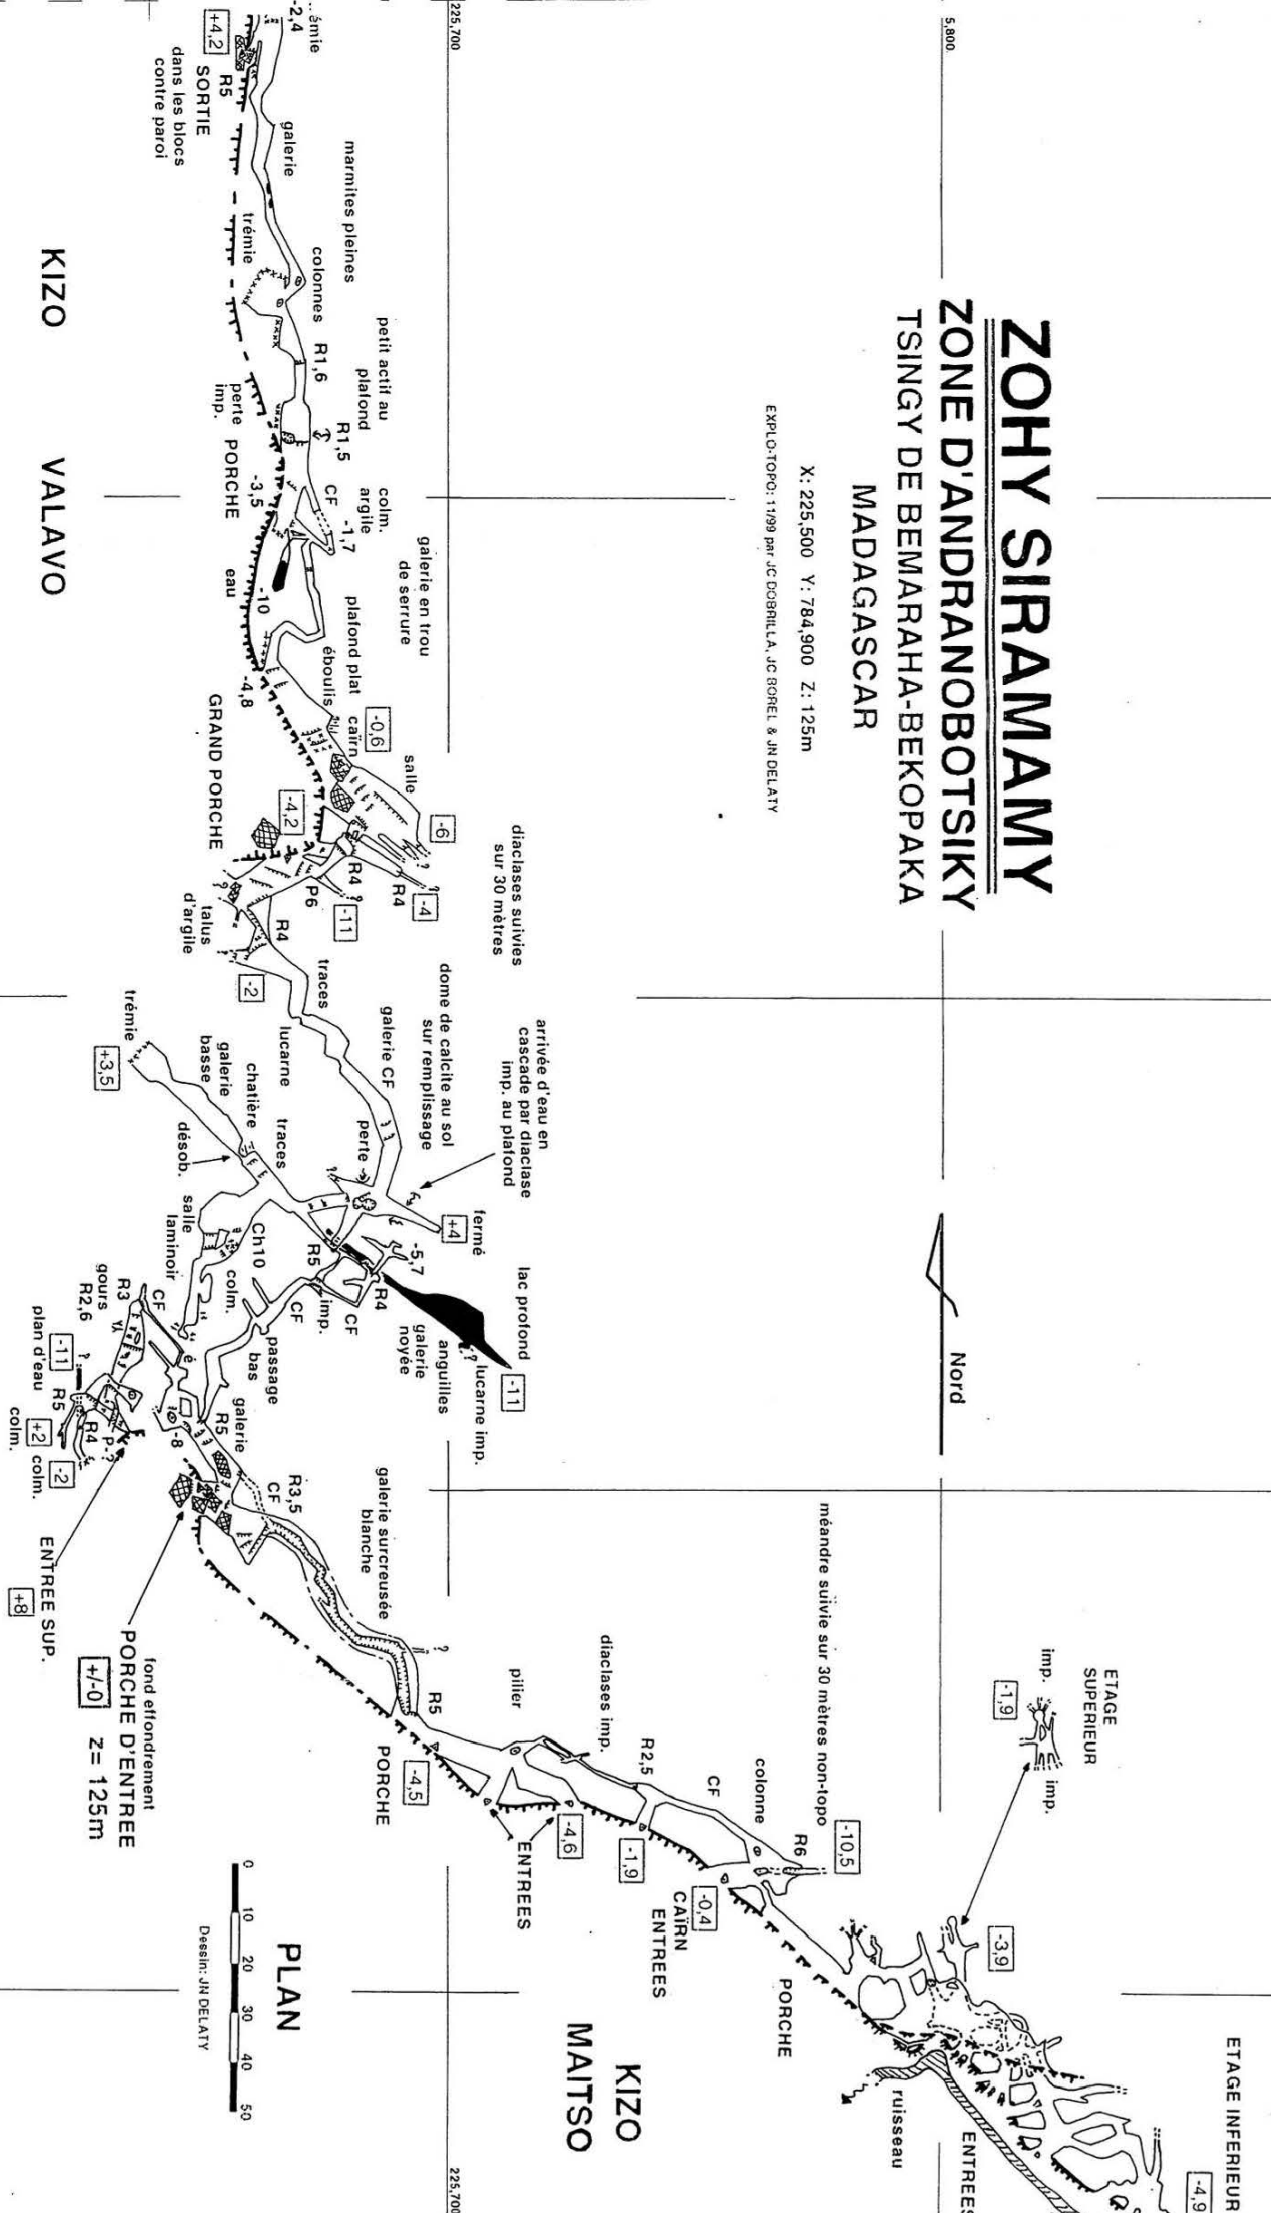 ZOHY SIRAMAMY
ZONE D'ANDRANOBOTSIKY
TSINGY DE BEMARAHA-BEKOPAKA
MADAGASCAR
X: 225,500 Y: 784,900 Z: 125m
EXPLO-TOPO: 11/99 par JC DOBRILLA, JC BOREL & JN DELATY
5,800
225,700
Nord
ETAGE
SUPERIEUR
imp.
-1,9
imp.
-3,9
ETAGE INFERIEUR
-4,9
ENTREES
ruisseau
méandre suivie sur 30 mètres non-topo
-10,5
R6
colonne
CF
R2,5
diaclases imp.
pilier
PORCHE
-0,4
CAÏRN
ENTREES
-1,9
-4,6
ENTREES
-4,5
PORCHE
R5
?
KIZO
MAITSO
225,700
galerie surcreusée
blanche
R3,5
CF
galerie
R5
-8
fond effondrement
PORCHE D'ENTREE
+/-0
z= 125m
ENTREE SUP.
+8
PLAN
0
10
20
30
40
50
Dessin: JN DELATY
lac profond
-11
lucarne imp.
?
anguilles
galerie
noyée
fermé
+4
arrivée d'eau en
cascade par diaclase
imp. au plafond
dome de calcite au sol
sur remplissage
galerie CF
perte
?
-5,7
R4
CF
imp.
R5
CF
passage
bas
colm.
Ch10
traces
lucarne
chatière
galerie
basse
trémie
+3,5
désob.
salle
laminoir
é
CF
R3
gours
R2,6
plan d'eau
-11
?
R5
R4
P-?
+2
colm.
-2
colm.
diaclases suivies
sur 30 mètres
traces
R4
-2
talus
d'argile
?
P6
-11
?
R4
R4
-4
?
-6
?
salle
-4,2
GRAND PORCHE
-0,6
caïrn
éboulis
plafond plat
galerie en trou
de serrure
-4,8
-10
eau
colm.
argile
-1,7
CF
-3,5
PORCHE
perte
imp.
petit actif au
plafond
R1,5
R1,6
colonnes
marmites pleines
trémie
galerie
-2,4
+4,2
R5
SORTIE
dans les blocs
contre paroi
KIZO VALAVO